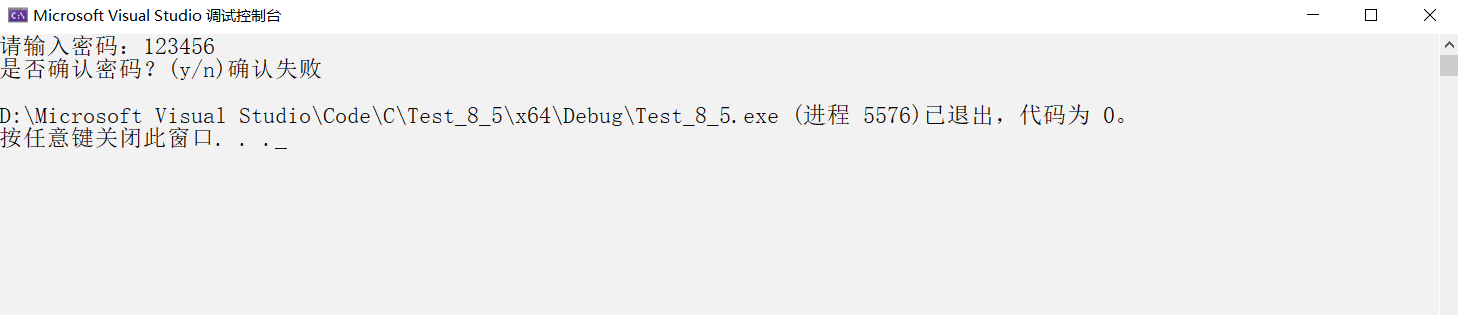 Microsoft Visual Studio 调试控制台
请输入密码：123456
是否确认密码？(y/n)确认失败
D:\Microsoft Visual Studio\Code\C\Test_8_5\x64\Debug\Test_8_5.exe (进程 5576)已退出，代码为 0。
按任意键关闭此窗口. . ._